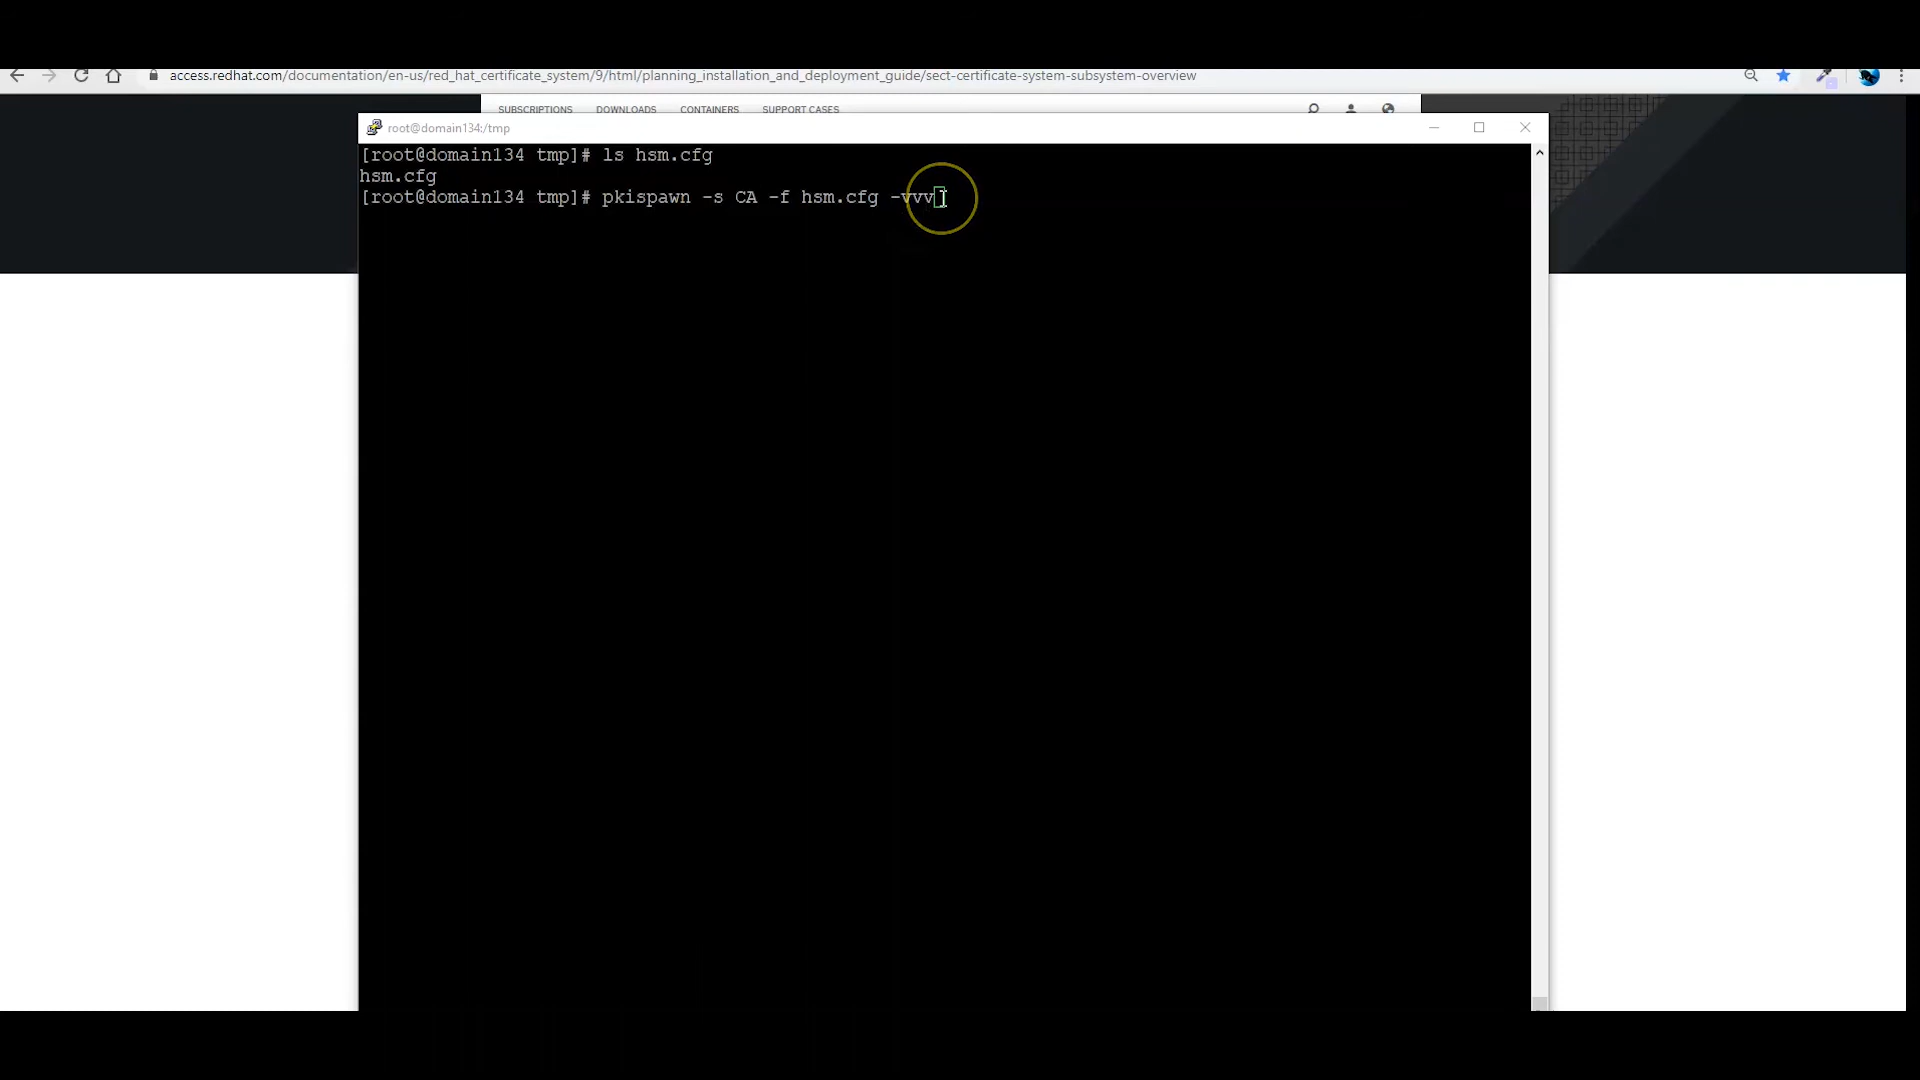 access.redhat.com/documentation/en-us/red_hat_certificate_system/9/html/planning_installation_and_deployment_guide/sect-certificate-system-subsystem-overview
SUBSCRIPTIONS DOWNLOADS CONTAINERS SUPPORT CASES
root@domain134:/tmp
[root@domain134 tmp]# ls hsm.cfg
hsm.cfg
[root@domain134 tmp]# pkispawn -s CA -f hsm.cfg -vvv